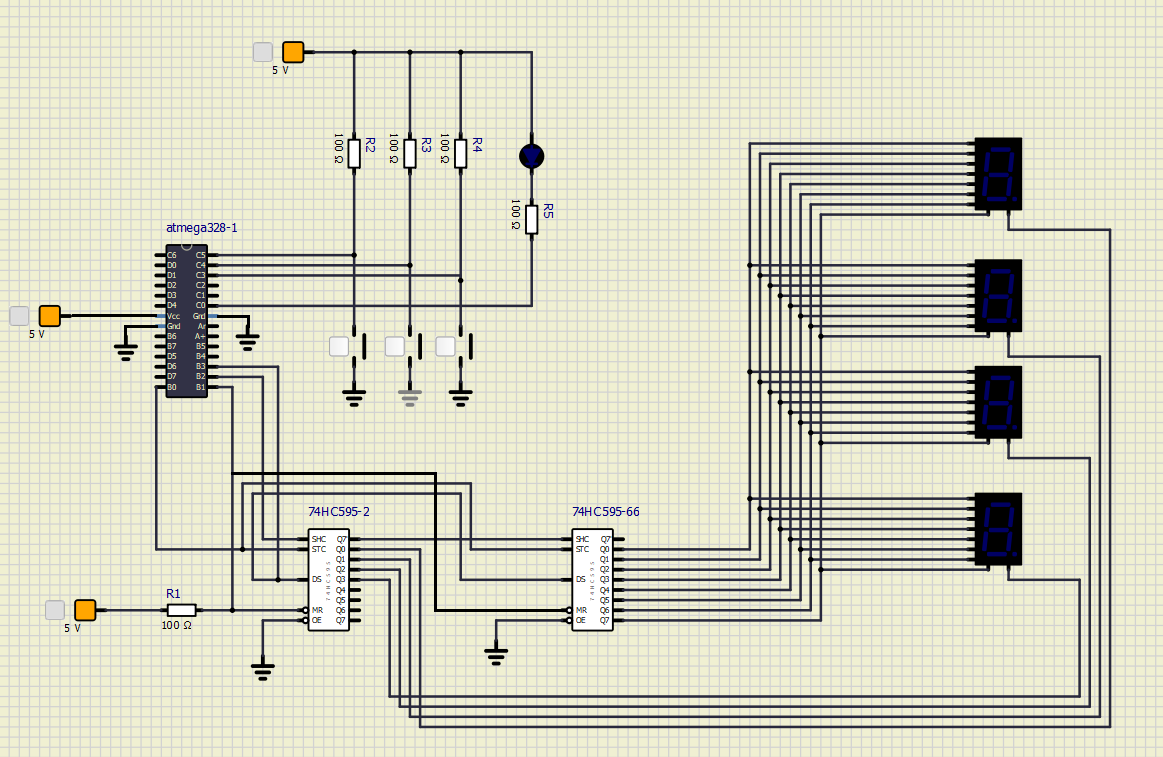 5 V
100 Ω
R2
100 Ω
R3
100 Ω
R4
100 Ω
R5
atmega328-1
C6 C5
D0 C4
D1 C3
D2 C2
D3 C1
D4 C0
5 V
Vcc Gnd
Gnd Ar
B6 A+
B7 B5
D5 B4
D6 B3
D7 B2
B0 B1
74HC595-2
SHC Q7
STC Q0
Q1
Q2
DS Q3
Q4
Q5
MR Q6
OE Q7
74HC595
74HC595-66
SHC Q7
STC Q0
Q1
Q2
DS Q3
Q4
Q5
MR Q6
OE Q7
74HC595
R1
5 V
100 Ω